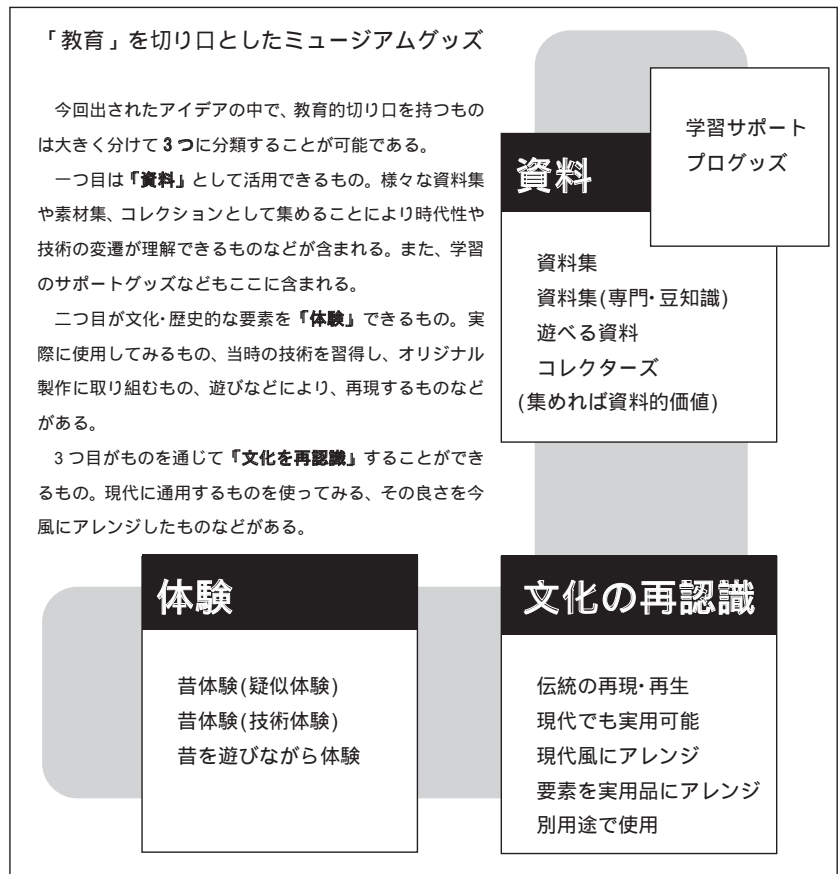 「教育」を切り口としたミュージアムグッズ
今回出されたアイデアの中で、教育的切り口を持つもの
は大きく分けて3つに分類することが可能である。
一つ目は「資料」として活用できるもの。様々な資料集
や素材集、コレクションとして集めることにより時代性や
技術の変遷が理解できるものなどが含まれる。また、学習
のサポートグッズなどもここに含まれる。
二つ目が文化・歴史的な要素を「体験」できるもの。実
際に使用してみるもの、当時の技術を習得し、オリジナル
製作に取り組むもの、遊びなどにより、再現するものなど
がある。
3つ目がものを通じて「文化を再認識」することができ
るもの。現代に通用するものを使ってみる、その良さを今
風にアレンジしたものなどがある。
学習サポート
プログッズ
資料
資料集
資料集(専門・豆知識)
遊べる資料
コレクターズ
(集めれば資料的価値)
体験
昔体験(疑似体験)
昔体験(技術体験)
昔を遊びながら体験
文化の再認識
伝統の再現・再生
現代でも実用可能
現代風にアレンジ
要素を実用品にアレンジ
別用途で使用